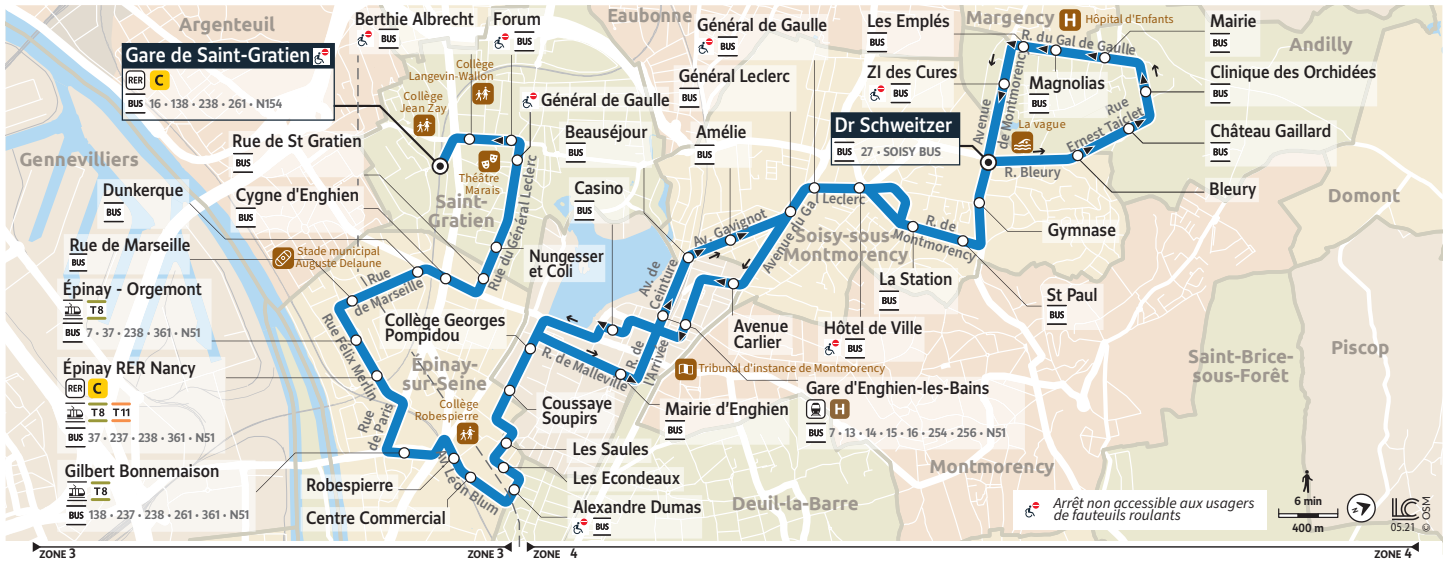 Argenteuil
Berthie Albrecht
BUS
Forum
BUS
Eaubonne
Général de Gaulle
BUS
Les Emplés
BUS
Margency
H Hôpital d'Enfants
Mairie
BUS
Andilly
Gare de Saint-Gratien
RER C
BUS 16 • 138 • 238 • 261 • N154
Collège
Langevin-Wallon
Collège
Jean Zay
Général de Gaulle
BUS
Général Leclerc
BUS
ZI des Cures
BUS
R. du Gal de Gaulle
Magnolias
BUS
Clinique des Orchidées
BUS
Gennevilliers
Rue de St Gratien
BUS
Beauséjour
BUS
Amélie
BUS
Dr Schweitzer
BUS 27 • SOISY BUS
Avenue
de Montmorency
La vague
Rue
Ernest Taiclet
Château Gaillard
BUS
Théâtre
Marais
Saint-
Gratien
Rue du Général Leclerc
Dunkerque
BUS
Cygne d'Enghien
BUS
Casino
BUS
R. Bleury
Bleury
Domont
Rue de Marseille
BUS
Stade municipal
Auguste Delaune
Nungesser
et Coli
Av. Gavignot
Avenue du Ga
l Leclerc
Soisy-sous-
Montmorency
R. de
Montmorency
Gymnase
Épinay - Orgemont
T8
BUS 7 • 37 • 238 • 361 • N51
Rue
de Marseille
Av. de
Ceinture
La Station
BUS
St Paul
BUS
Collège Georges
Pompidou
Avenue
Carlier
Hôtel de Ville
BUS
Rue Félix Merlin
Épinay-
sur-Seine
R. de Malleville
R. de
l'Arrivée
Tribunal d'instance de Montmorency
Saint-Brice-
sous-Forêt
Piscop
Épinay RER Nancy
RER C
T8 T11
BUS 37 • 237 • 238 • 361 • N51
Rue
de Paris
Collège
Robespierre
Coussaye
Soupirs
Mairie d'Enghien
BUS
Gare d'Enghien-les-Bains
H
BUS 7 • 13 • 14 • 15 • 16 • 254 • 256 • N51
Les Saules
Gilbert Bonnemaison
T8
BUS 138 • 237 • 238 • 261 • 361 • N51
Robespierre
Av. Léon Blum
Les Econdeaux
Montmorency
Centre Commercial
Alexandre Dumas
BUS
Deuil-la-Barre
Arrêt non accessible aux usagers
de fauteuils roulants
6 min
400 m
LC
05.21
© OSM
ZONE 3
ZONE 3
ZONE 4
ZONE 4